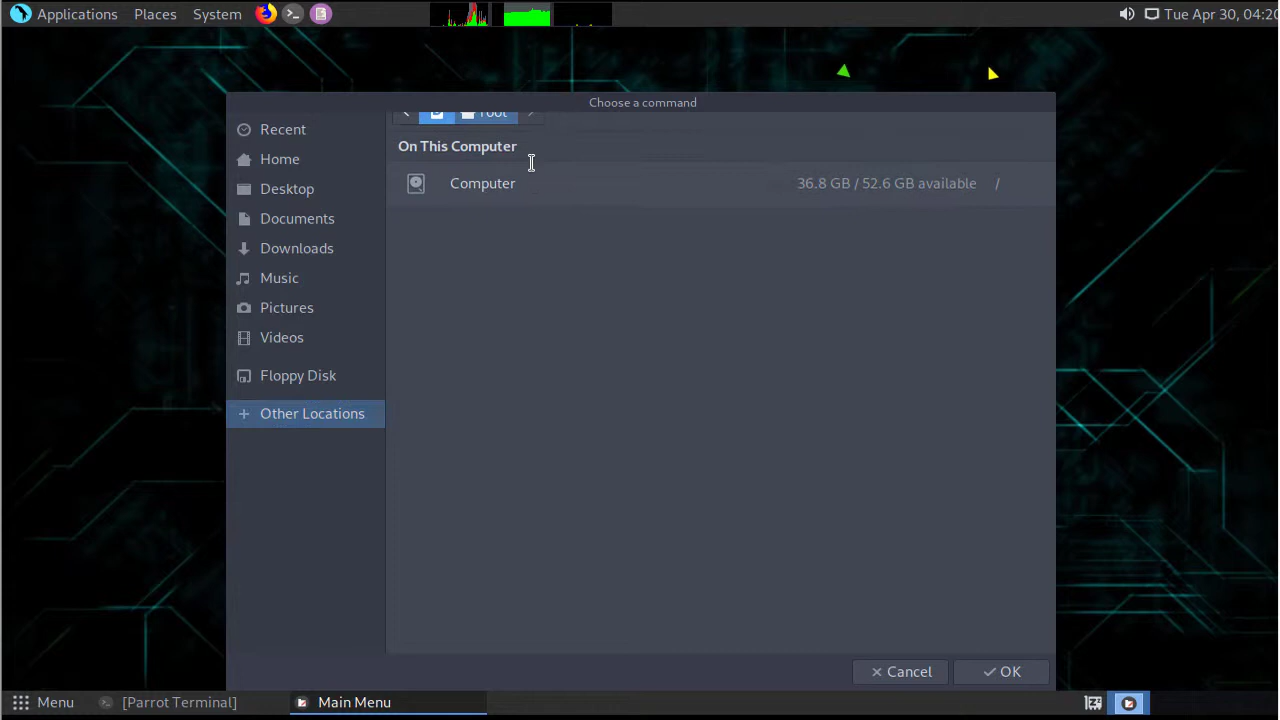 Applications Places System
Tue Apr 30, 04:20
Choose a command
root
Recent
Home
Desktop
Documents
Downloads
Music
Pictures
Videos
Floppy Disk
Other Locations
On This Computer
Computer 36.8 GB / 52.6 GB available /
Cancel OK
Menu [Parrot Terminal] Main Menu